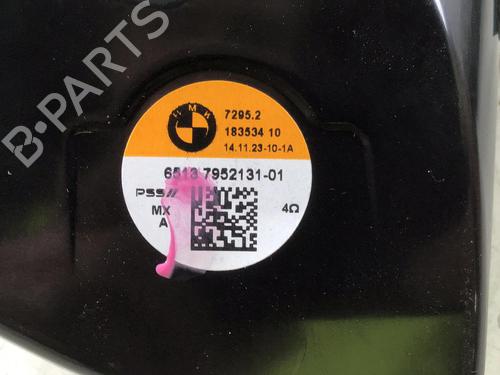 B·PARTS
BMW
7295.2
183534 10
14.11.23-10-1A
6513 7952131-01
PSS
MX
4Ω
A